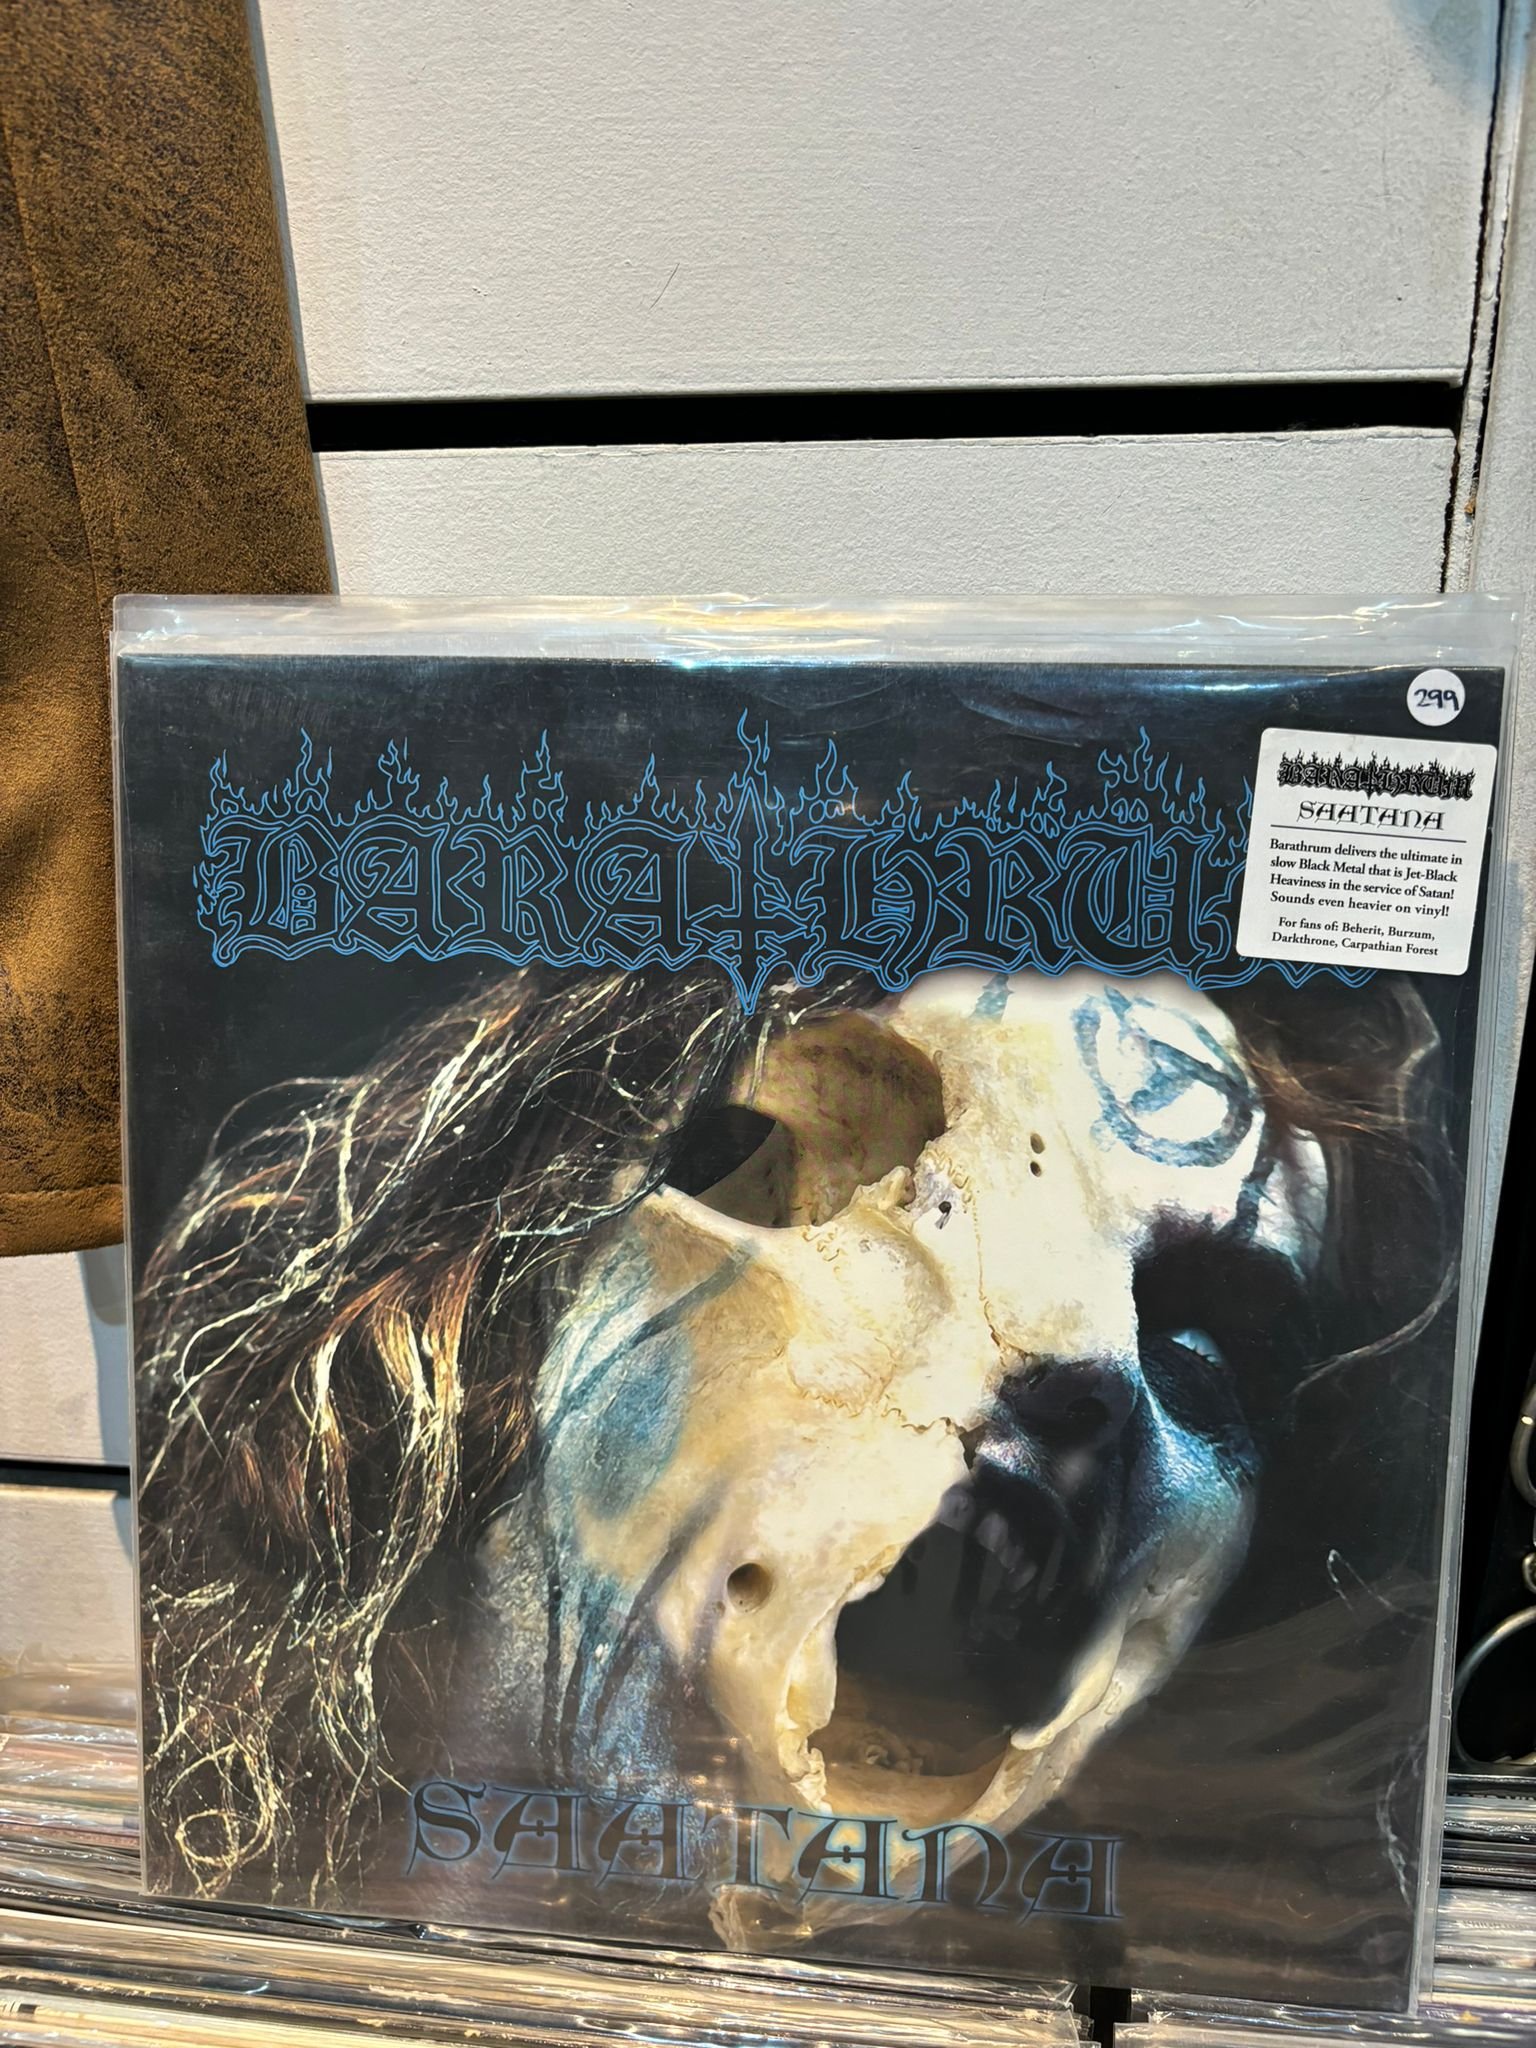 299
BARATHRUM
BARATHRUM
SAATANA
Barathrum delivers the ultimate in
slow Black Metal that is Jet-Black
Heaviness in the service of Satan!
Sounds even heavier on vinyl!
For fans of: Beherit, Burzum,
Darkthrone, Carpathian Forest
SAATANA